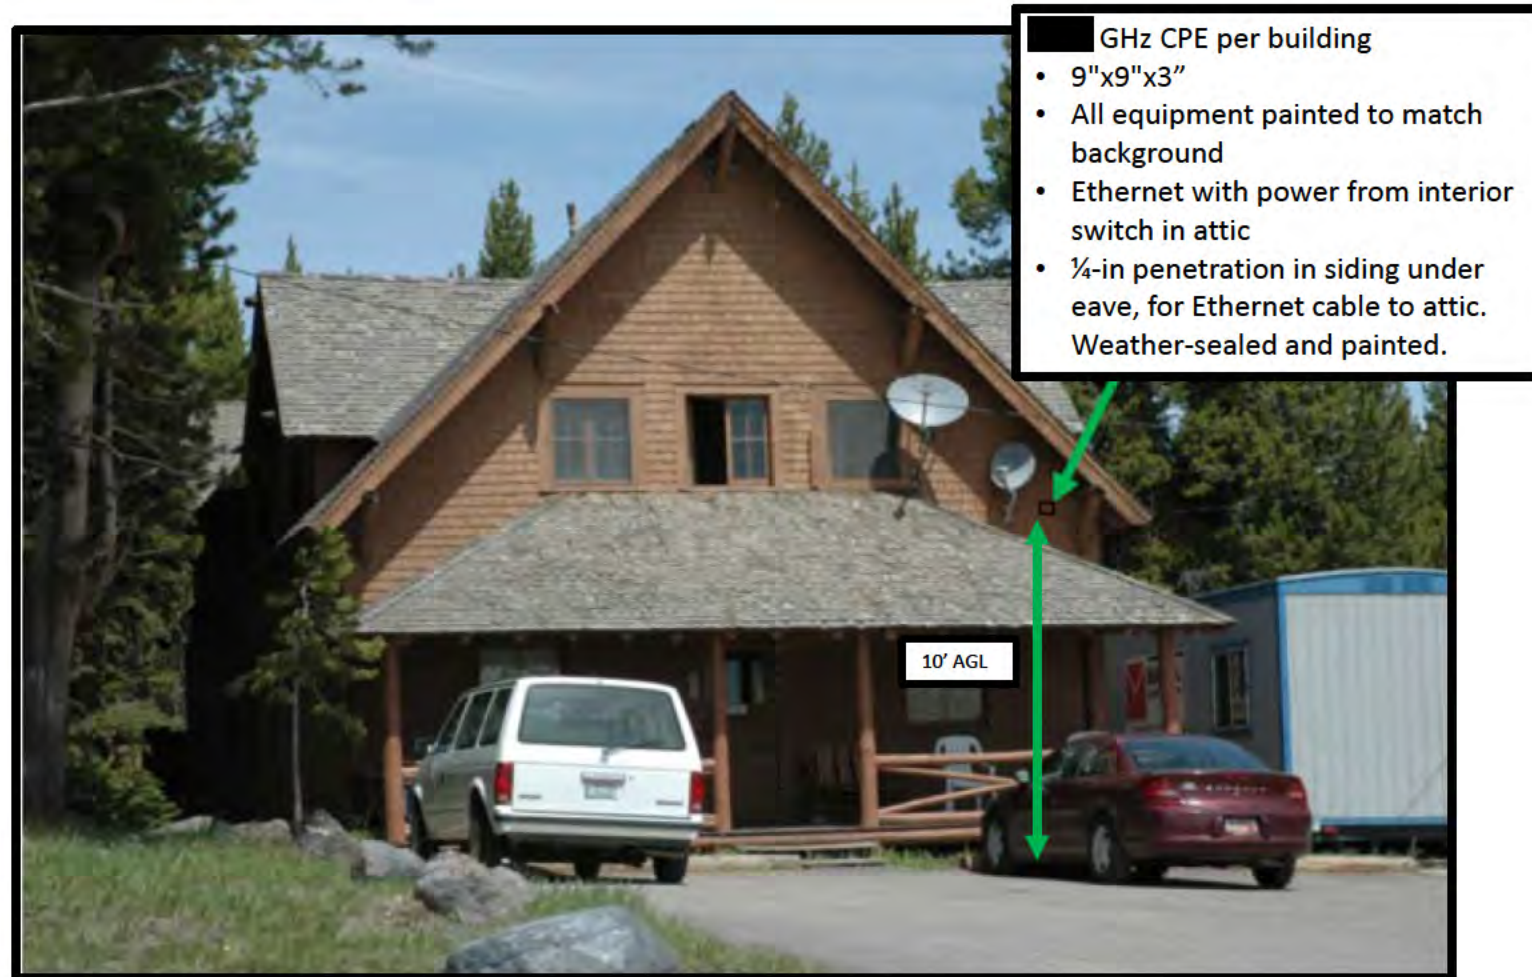 GHz CPE per building
• 9"x9"x3”
• All equipment painted to match
background
• Ethernet with power from interior
switch in attic
• ¼-in penetration in siding under
eave, for Ethernet cable to attic.
Weather-sealed and painted.
10’ AGL